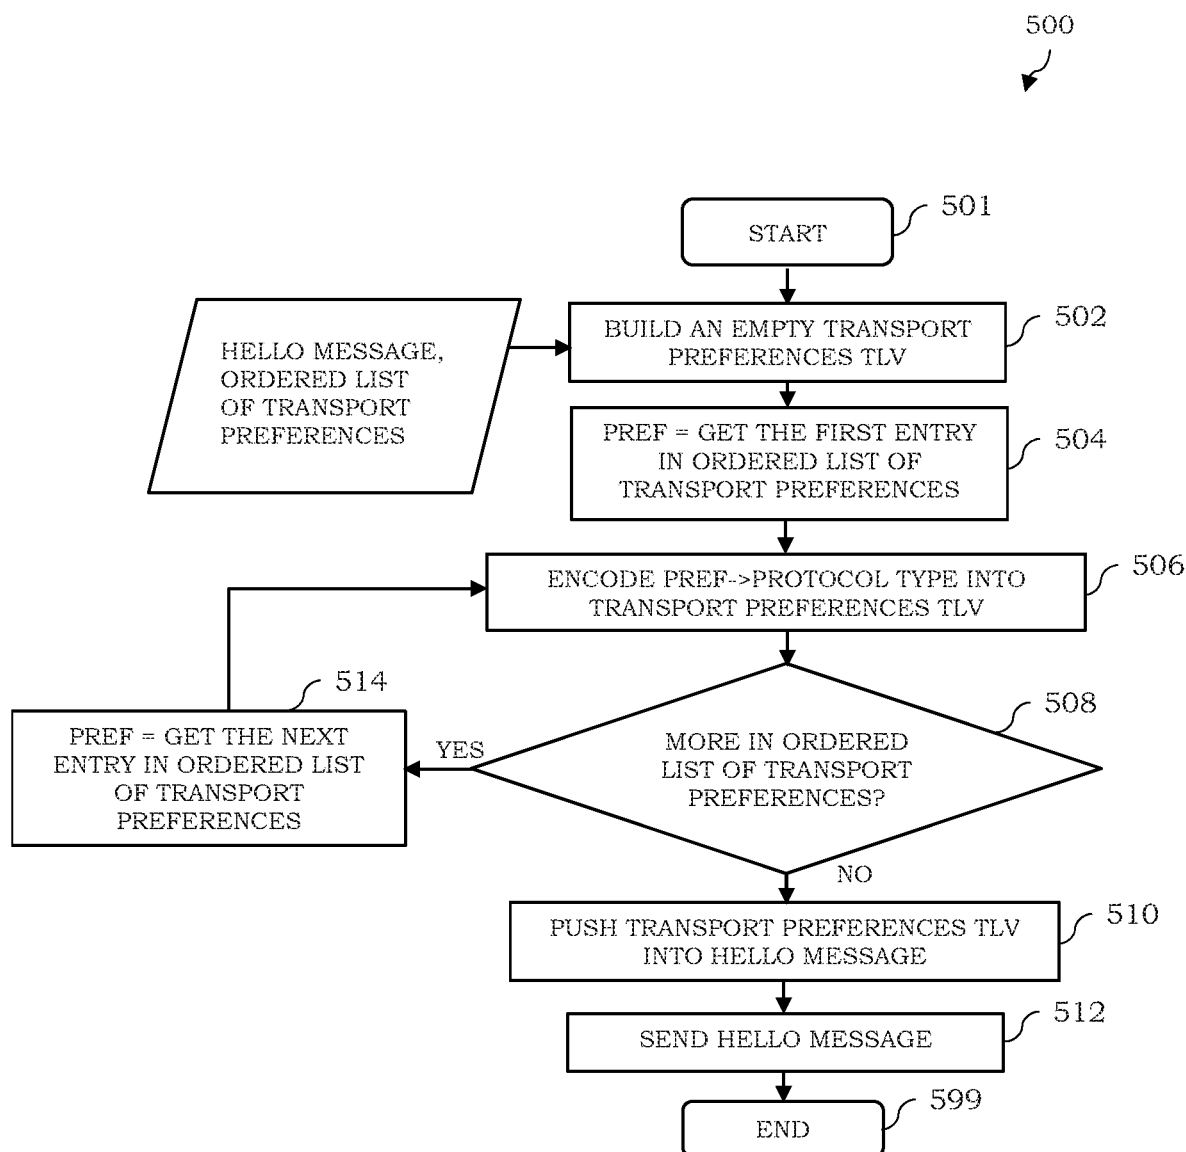 500
501
START
HELLO MESSAGE,
ORDERED LIST
OF TRANSPORT
PREFERENCES
502
BUILD AN EMPTY TRANSPORT
PREFERENCES TLV
504
PREF = GET THE FIRST ENTRY
IN ORDERED LIST OF
TRANSPORT PREFERENCES
506
ENCODE PREF->PROTOCOL TYPE INTO
TRANSPORT PREFERENCES TLV
514
PREF = GET THE NEXT
ENTRY IN ORDERED LIST
OF TRANSPORT
PREFERENCES
YES
508
MORE IN ORDERED
LIST OF TRANSPORT
PREFERENCES?
NO
510
PUSH TRANSPORT PREFERENCES TLV
INTO HELLO MESSAGE
512
SEND HELLO MESSAGE
599
END